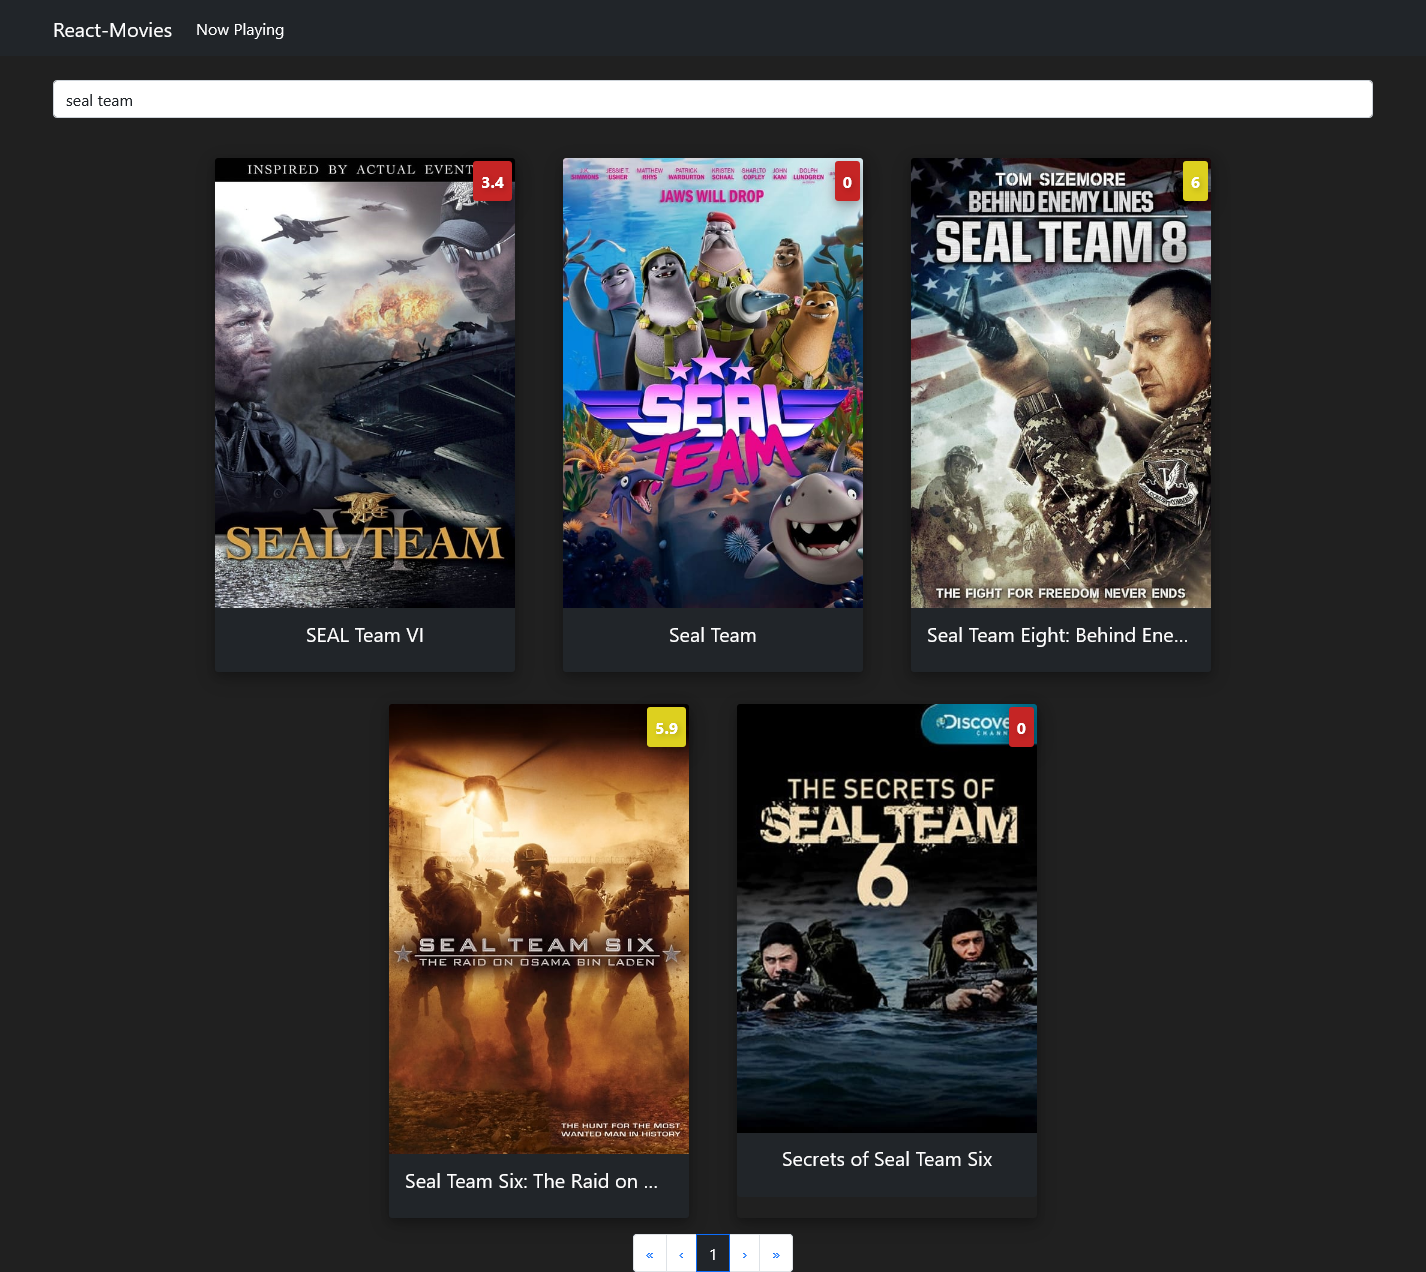 React-Movies
Now Playing
seal team
INSPIRED BY ACTUAL EVENT
3.4
SEAL TEAM
VI
SEAL Team VI
SIMMONS
JESSIE T. USHER
MATTHEW RHYS
PATRICK WARBURTON
KRISTEN SCHAAL
SHARLTO COPLEY
JOHN KANI
DOLPH LUNDGREN
0
JAWS WILL DROP
SEAL
TEAM
Seal Team
TOM SIZEMORE
6
BEHIND ENEMY LINES
SEAL TEAM 8
THE FIGHT FOR FREEDOM NEVER ENDS
Seal Team Eight: Behind Ene...
5.9
SEAL TEAM SIX
THE RAID ON OSAMA BIN LADEN
THE HUNT FOR THE MOST
WANTED MAN IN HISTORY
Seal Team Six: The Raid on ...
Discove
CHANN
0
THE SECRETS OF
SEAL TEAM
6
Secrets of Seal Team Six
« ‹ 1 › »